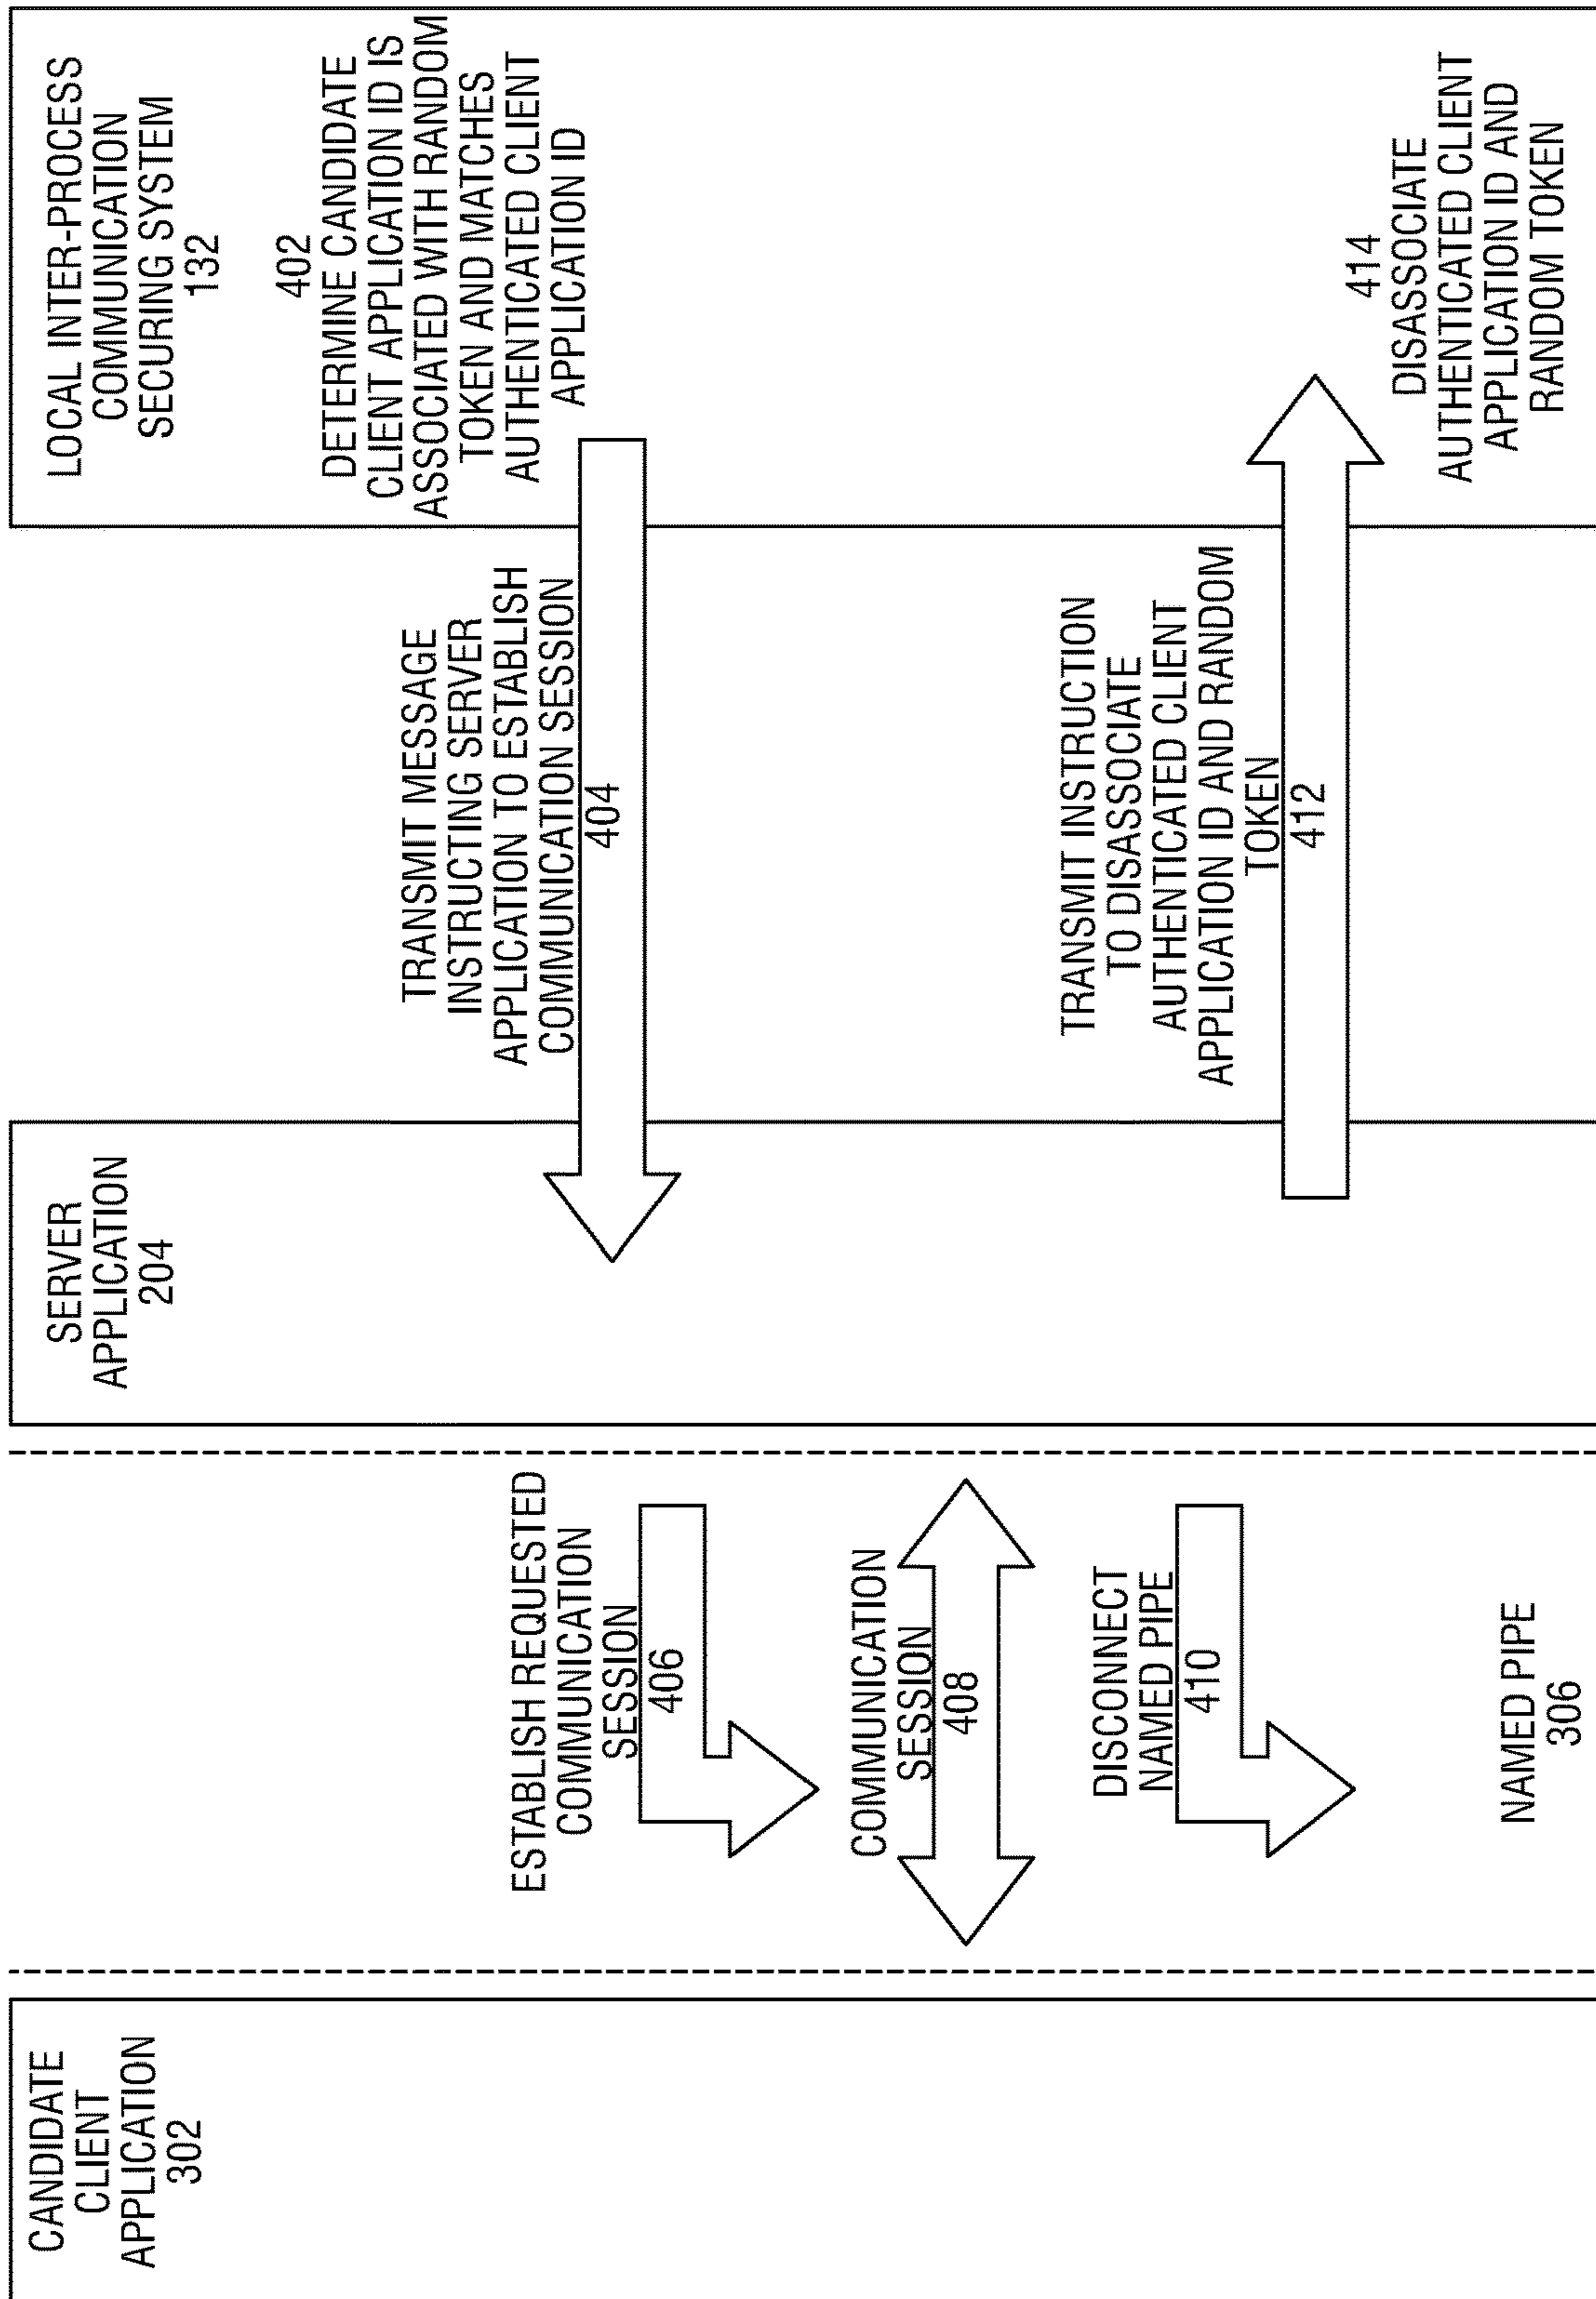 CANDIDATE
CLIENT
APPLICATION
302
SERVER
APPLICATION
204
LOCAL INTER-PROCESS
COMMUNICATION
SECURING SYSTEM
132
402
DETERMINE CANDIDATE
CLIENT APPLICATION ID IS
ASSOCIATED WITH RANDOM
TOKEN AND MATCHES
AUTHENTICATED CLIENT
APPLICATION ID
TRANSMIT MESSAGE
INSTRUCTING SERVER
APPLICATION TO ESTABLISH
COMMUNICATION SESSION
404
ESTABLISH REQUESTED
COMMUNICATION
SESSION
406
COMMUNICATION
SESSION
408
DISCONNECT
NAMED PIPE
410
TRANSMIT INSTRUCTION
TO DISASSOCIATE
AUTHENTICATED CLIENT
APPLICATION ID AND RANDOM
TOKEN
412
414
DISASSOCIATE
AUTHENTICATED CLIENT
APPLICATION ID AND
RANDOM TOKEN
NAMED PIPE
306